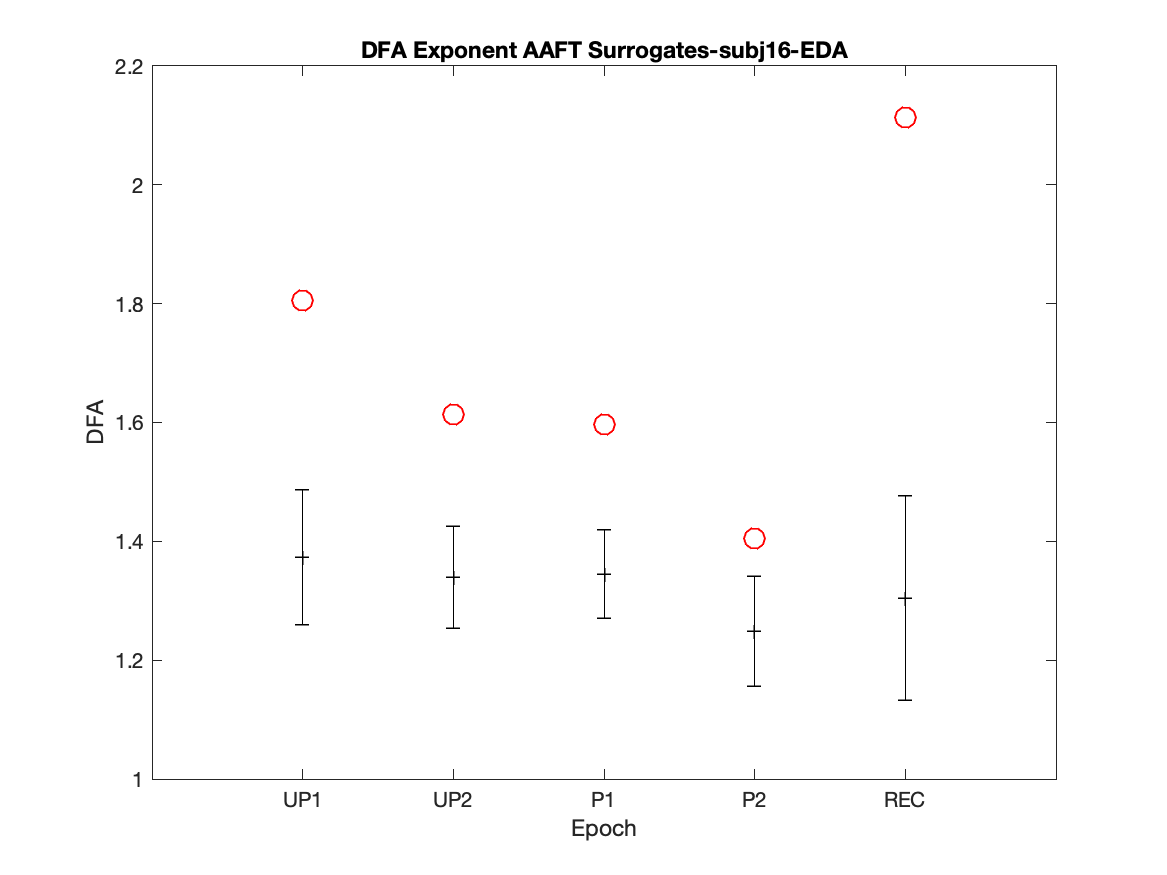 DFA Exponent AAFT Surrogates-subj16-EDA
2.2
2
1.8
1.6
1.4
1.2
1
DFA
UP1 UP2 P1 P2 REC
Epoch